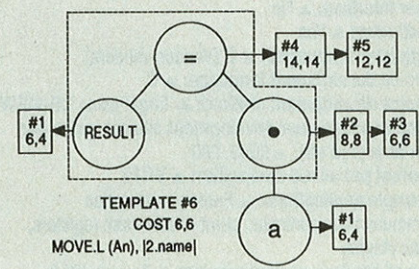 =
#4
14,14
#5
12,12
#1
6,4
RESULT
•
#2
8,8
#3
6,6
TEMPLATE #6
COST 6,6
MOVE.L (An), |2.name|
a
#1
6,4